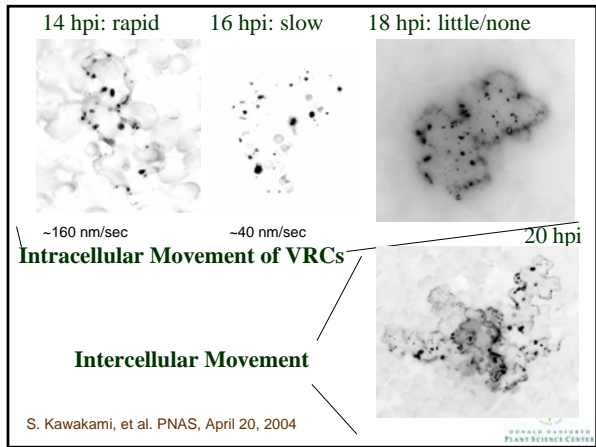 14 hpi: rapid 16 hpi: slow 18 hpi: little/none
~160 nm/sec ~40 nm/sec
20 hpi
Intracellular Movement of VRCs
Intercellular Movement
S. Kawakami, et al. PNAS, April 20, 2004
DONALD DANFORTH
PLANT SCIENCE CENTER